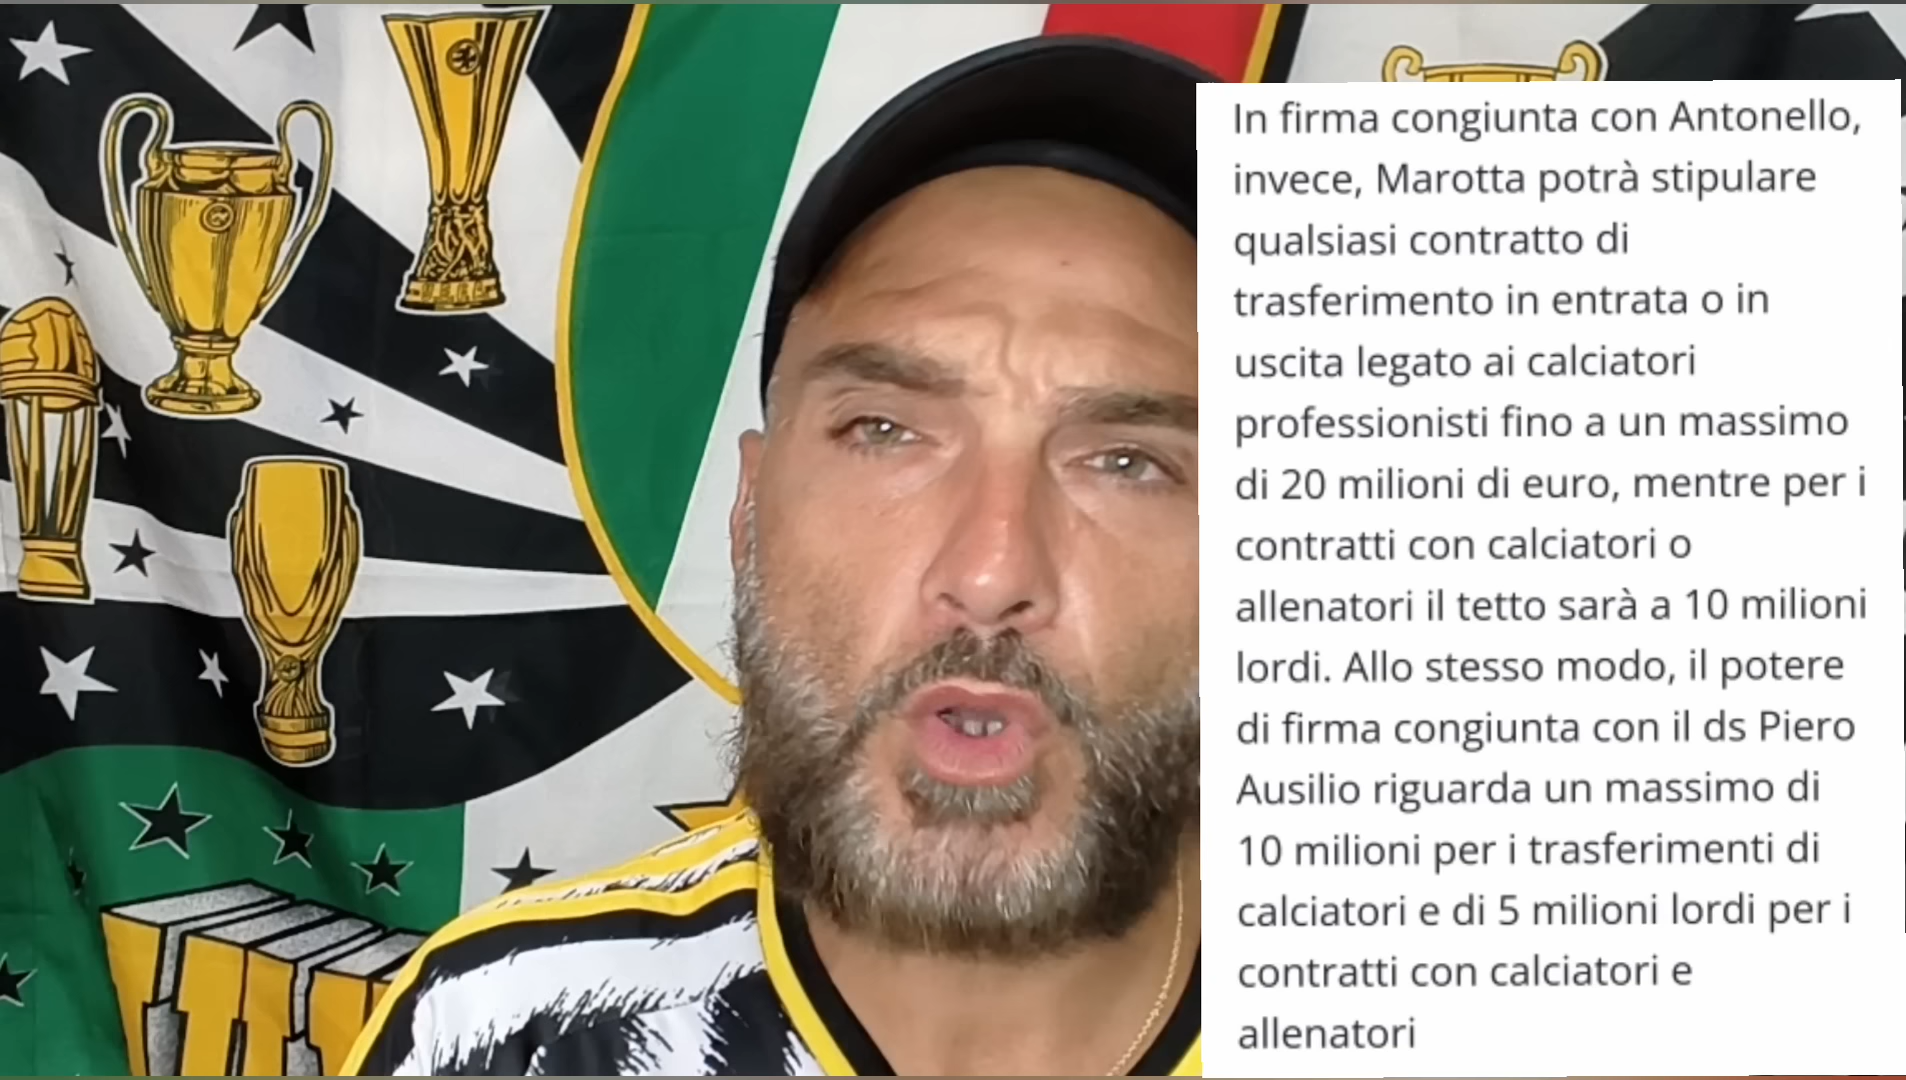 In firma congiunta con Antonello,
invece, Marotta potrà stipulare
qualsiasi contratto di
trasferimento in entrata o in
uscita legato ai calciatori
professionisti fino a un massimo
di 20 milioni di euro, mentre per i
contratti con calciatori o
allenatori il tetto sarà a 10 milioni
lordi. Allo stesso modo, il potere
di firma congiunta con il ds Piero
Ausilio riguarda un massimo di
10 milioni per i trasferimenti di
calciatori e di 5 milioni lordi per i
contratti con calciatori e
allenatori